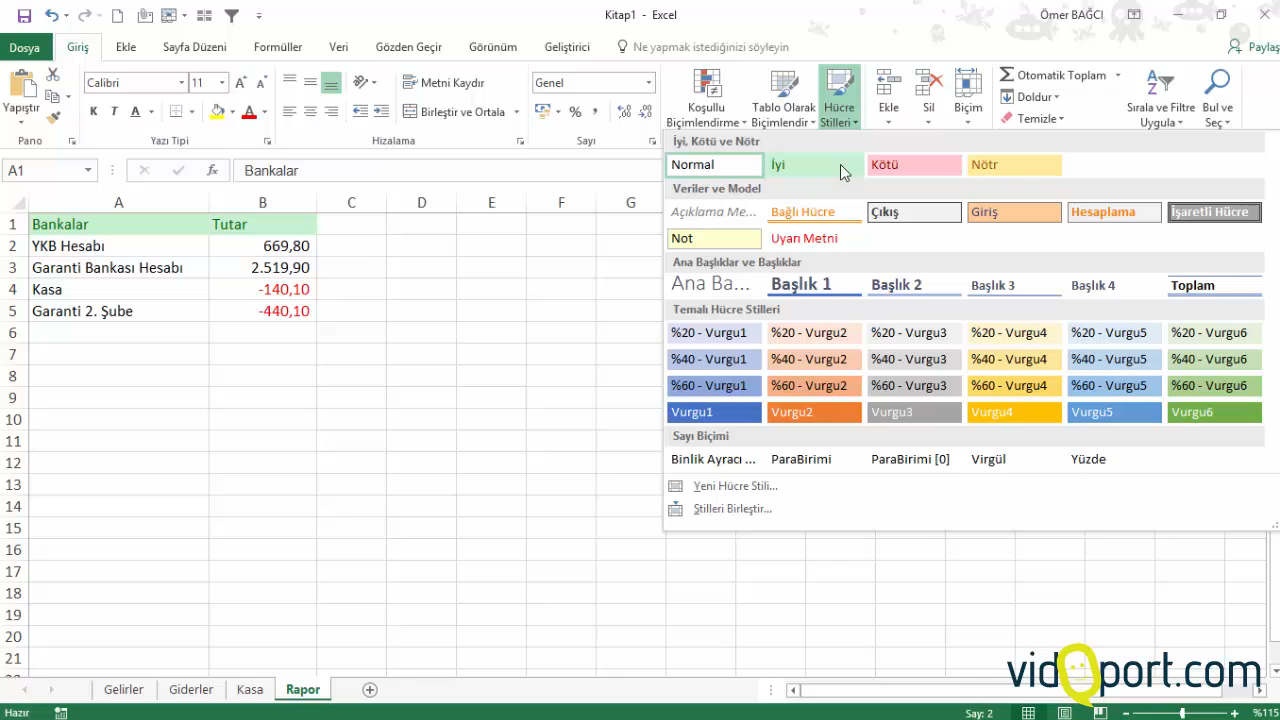 Kitap1 - Excel
Ömer BAĞCI
Dosya Giriş Ekle Sayfa Düzeni Formüller Veri Gözden Geçir Görünüm Geliştirici Ne yapmak istediğinizi söyleyin Paylaş
Yapıştır
Calibri 11
K T A
Metni Kaydır
Birleştir ve Ortala
Genel
Koşullu Biçimlendirme
Tablo Olarak Biçimlendir
Hücre Stilleri
Ekle Sil Biçim
Otomatik Toplam
Doldur
Temizle
Sırala ve Filtre Uygula
Bul ve Seç
Pano Yazı Tipi Hizalama Sayı
A1 fx Bankalar
A B C D E F G
1 Bankalar Tutar
2 YKB Hesabı 669,80
3 Garanti Bankası Hesabı 2.519,90
4 Kasa -140,10
5 Garanti 2. Şube -440,10
6
7
8
9
10
11
12
13
14
15
16
17
18
19
20
21
İyi, Kötü ve Nötr
Normal İyi Kötü Nötr
Veriler ve Model
Açıklama Me... Bağlı Hücre Çıkış Giriş Hesaplama İşaretli Hücre
Not Uyarı Metni
Ana Başlıklar ve Başlıklar
Ana Ba... Başlık 1 Başlık 2 Başlık 3 Başlık 4 Toplam
Temalı Hücre Stilleri
%20 - Vurgu1 %20 - Vurgu2 %20 - Vurgu3 %20 - Vurgu4 %20 - Vurgu5 %20 - Vurgu6
%40 - Vurgu1 %40 - Vurgu2 %40 - Vurgu3 %40 - Vurgu4 %40 - Vurgu5 %40 - Vurgu6
%60 - Vurgu1 %60 - Vurgu2 %60 - Vurgu3 %60 - Vurgu4 %60 - Vurgu5 %60 - Vurgu6
Vurgu1 Vurgu2 Vurgu3 Vurgu4 Vurgu5 Vurgu6
Sayı Biçimi
Binlik Ayracı ... ParaBirimi ParaBirimi [0] Virgül Yüzde
Yeni Hücre Stili...
Stilleri Birleştir...
vidoport.com
Gelirler Giderler Kasa Rapor
Hazır Say: 2 %115